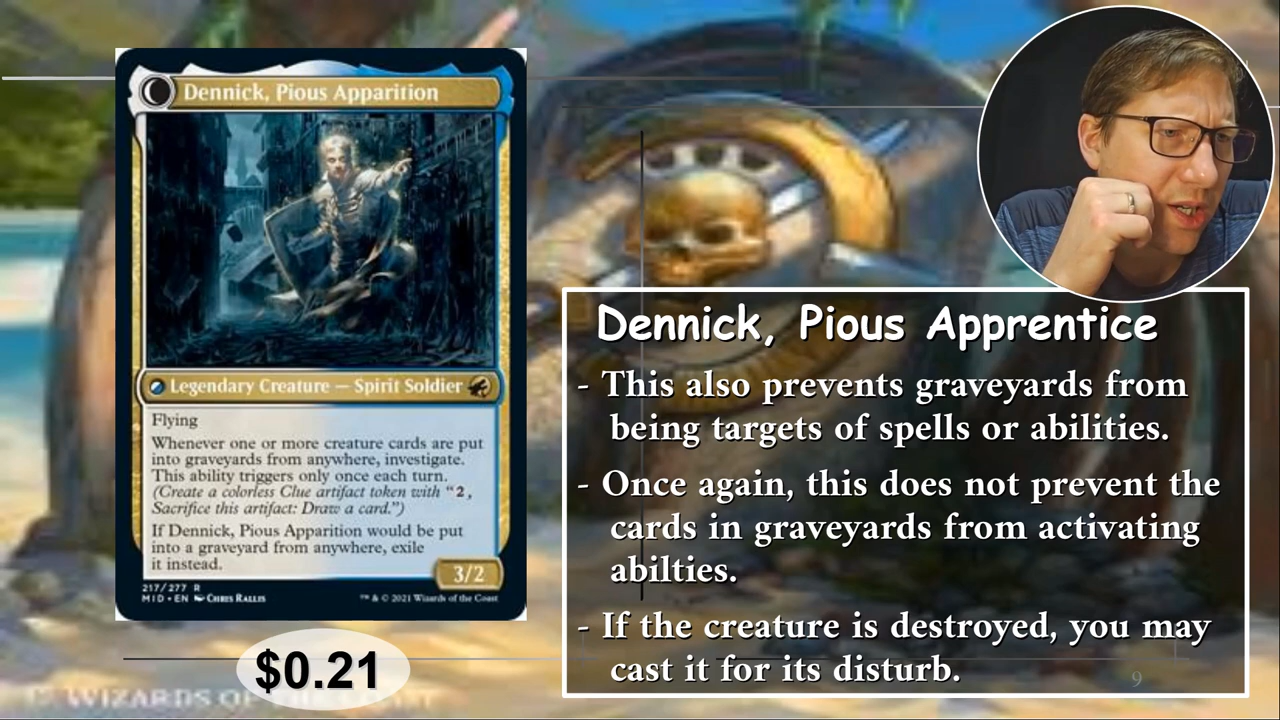 Dennick, Pious Apparition
Legendary Creature — Spirit Soldier
Flying
Whenever one or more creature cards are put
into graveyards from anywhere, investigate.
This ability triggers only once each turn.
(Create a colorless Clue artifact token with “2,
Sacrifice this artifact: Draw a card.”)
If Dennick, Pious Apparition would be put
into a graveyard from anywhere, exile
it instead.
3/2
217/277 R
MID • EN CHRIS RALLIS
™ & © 2021 Wizards of the Coast
$0.21
Dennick, Pious Apprentice
- This also prevents graveyards from
being targets of spells or abilities.
- Once again, this does not prevent the
cards in graveyards from activating
abilties.
- If the creature is destroyed, you may
cast it for its disturb.
9
WIZARDS OF